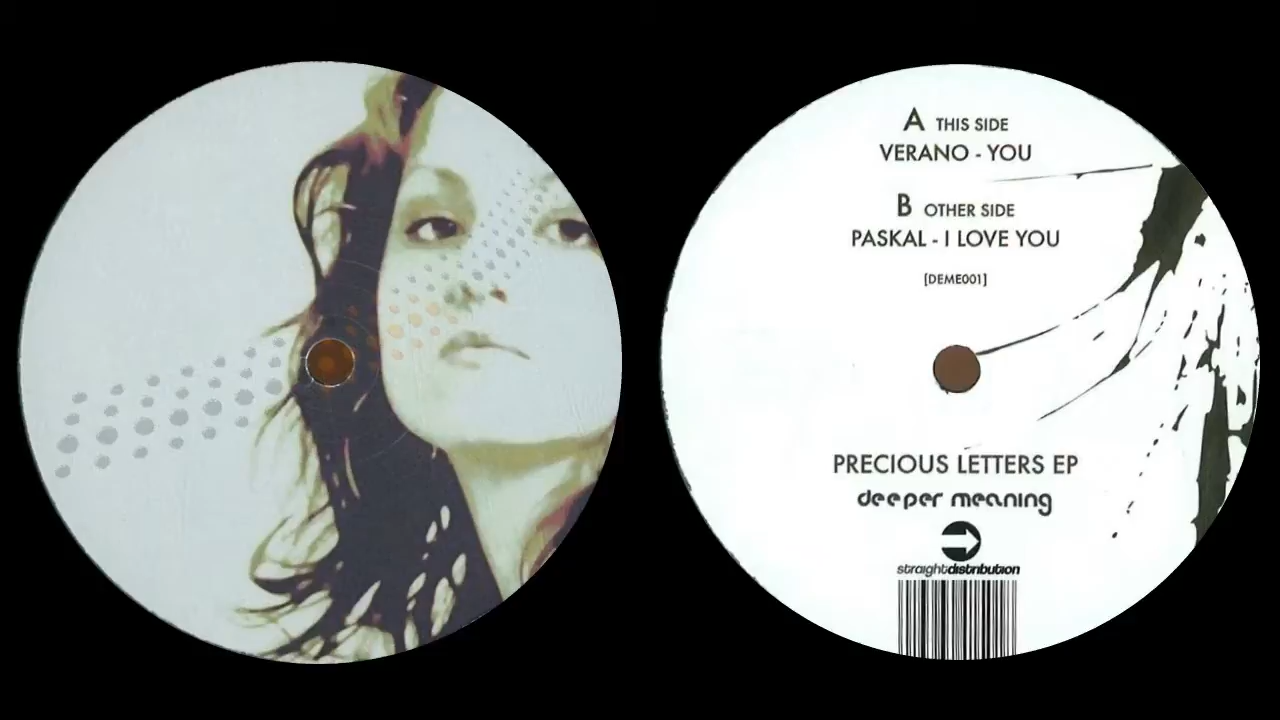 A THIS SIDE
VERANO - YOU
B OTHER SIDE
PASKAL - I LOVE YOU
[DEME001]
PRECIOUS LETTERS EP
deeper meaning
straightdistribution